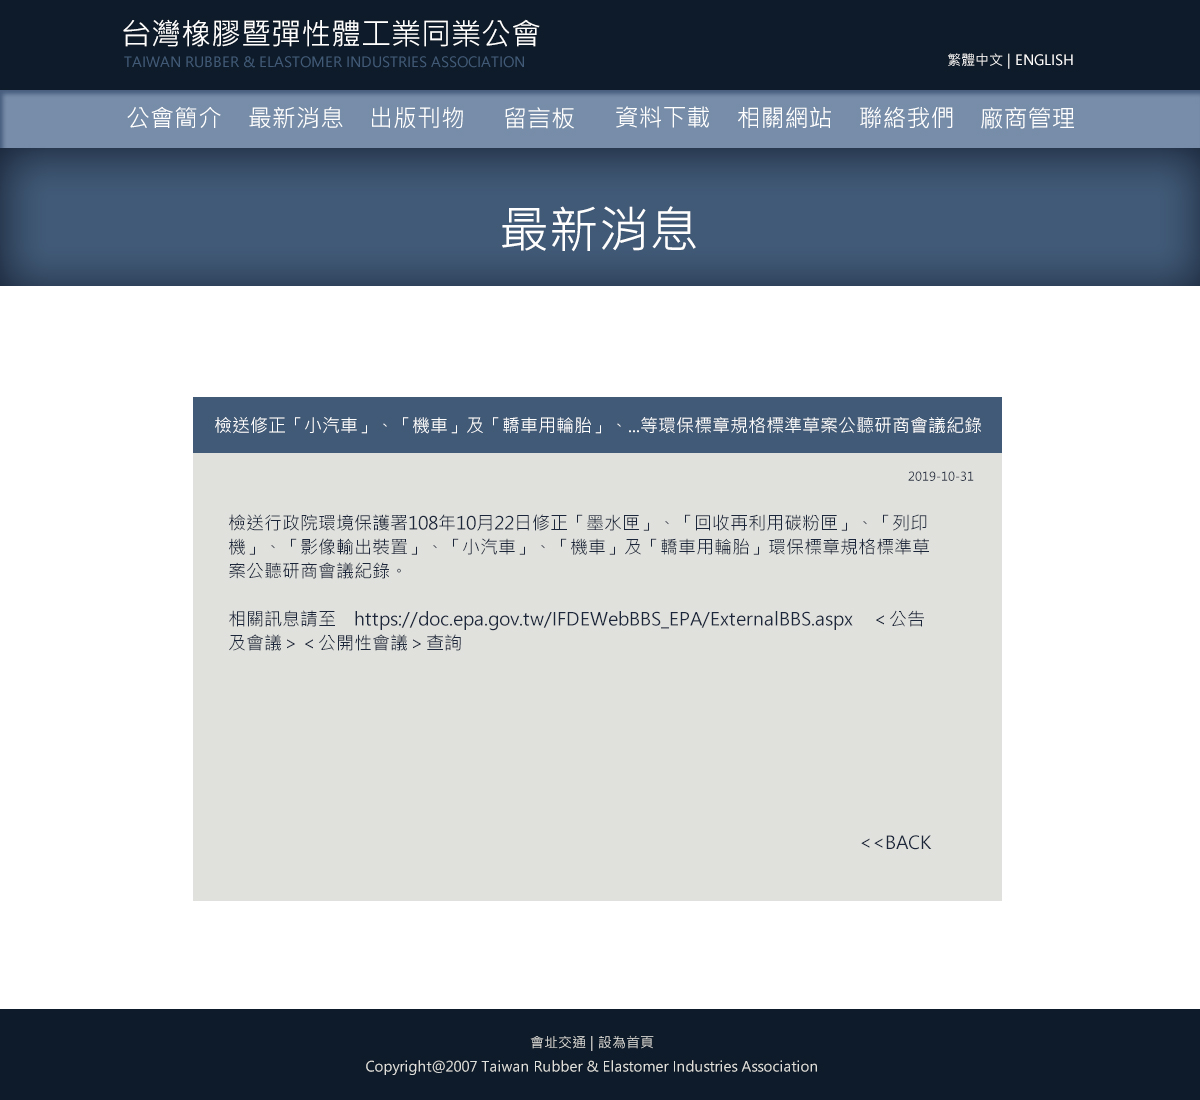 台灣橡膠暨彈性體工業同業公會
TAIWAN RUBBER & ELASTOMER INDUSTRIES ASSOCIATION
繁體中文 | ENGLISH
公會簡介 最新消息 出版刊物 留言板 資料下載 相關網站 聯絡我們 廠商管理
最新消息
檢送修正「小汽車」、「機車」及「轎車用輪胎」、...等環保標章規格標準草案公聽研商會議紀錄
2019-10-31
檢送行政院環境保護署108年10月22日修正「墨水匣」、「回收再利用碳粉匣」、「列印
機」、「影像輸出裝置」、「小汽車」、「機車」及「轎車用輪胎」環保標章規格標準草
案公聽研商會議紀錄。
相關訊息請至 https://doc.epa.gov.tw/IFDEWebBBS_EPA/ExternalBBS.aspx ＜公告
及會議＞＜公開性會議＞查詢
<<BACK
會址交通 | 設為首頁
Copyright@2007 Taiwan Rubber & Elastomer Industries Association